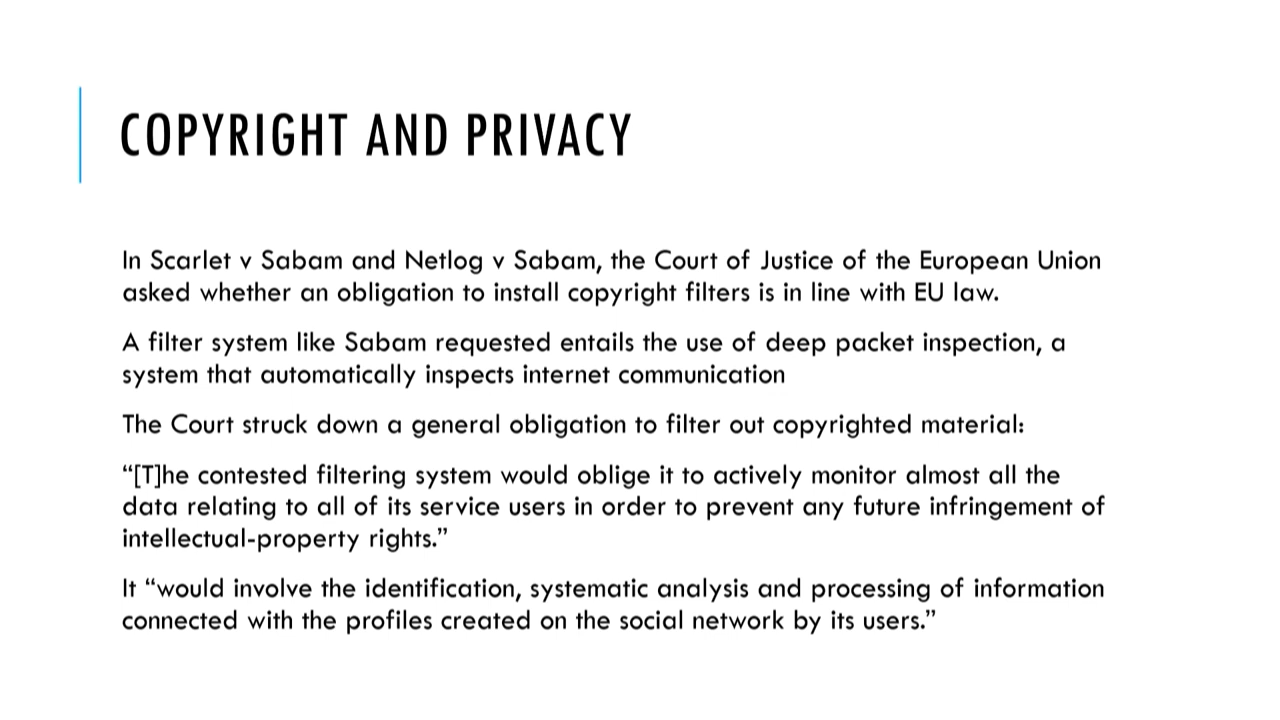 COPYRIGHT AND PRIVACY
In Scarlet v Sabam and Netlog v Sabam, the Court of Justice of the European Union
asked whether an obligation to install copyright filters is in line with EU law.
A filter system like Sabam requested entails the use of deep packet inspection, a
system that automatically inspects internet communication
The Court struck down a general obligation to filter out copyrighted material:
“[T]he contested filtering system would oblige it to actively monitor almost all the
data relating to all of its service users in order to prevent any future infringement of
intellectual-property rights.”
It “would involve the identification, systematic analysis and processing of information
connected with the profiles created on the social network by its users.”